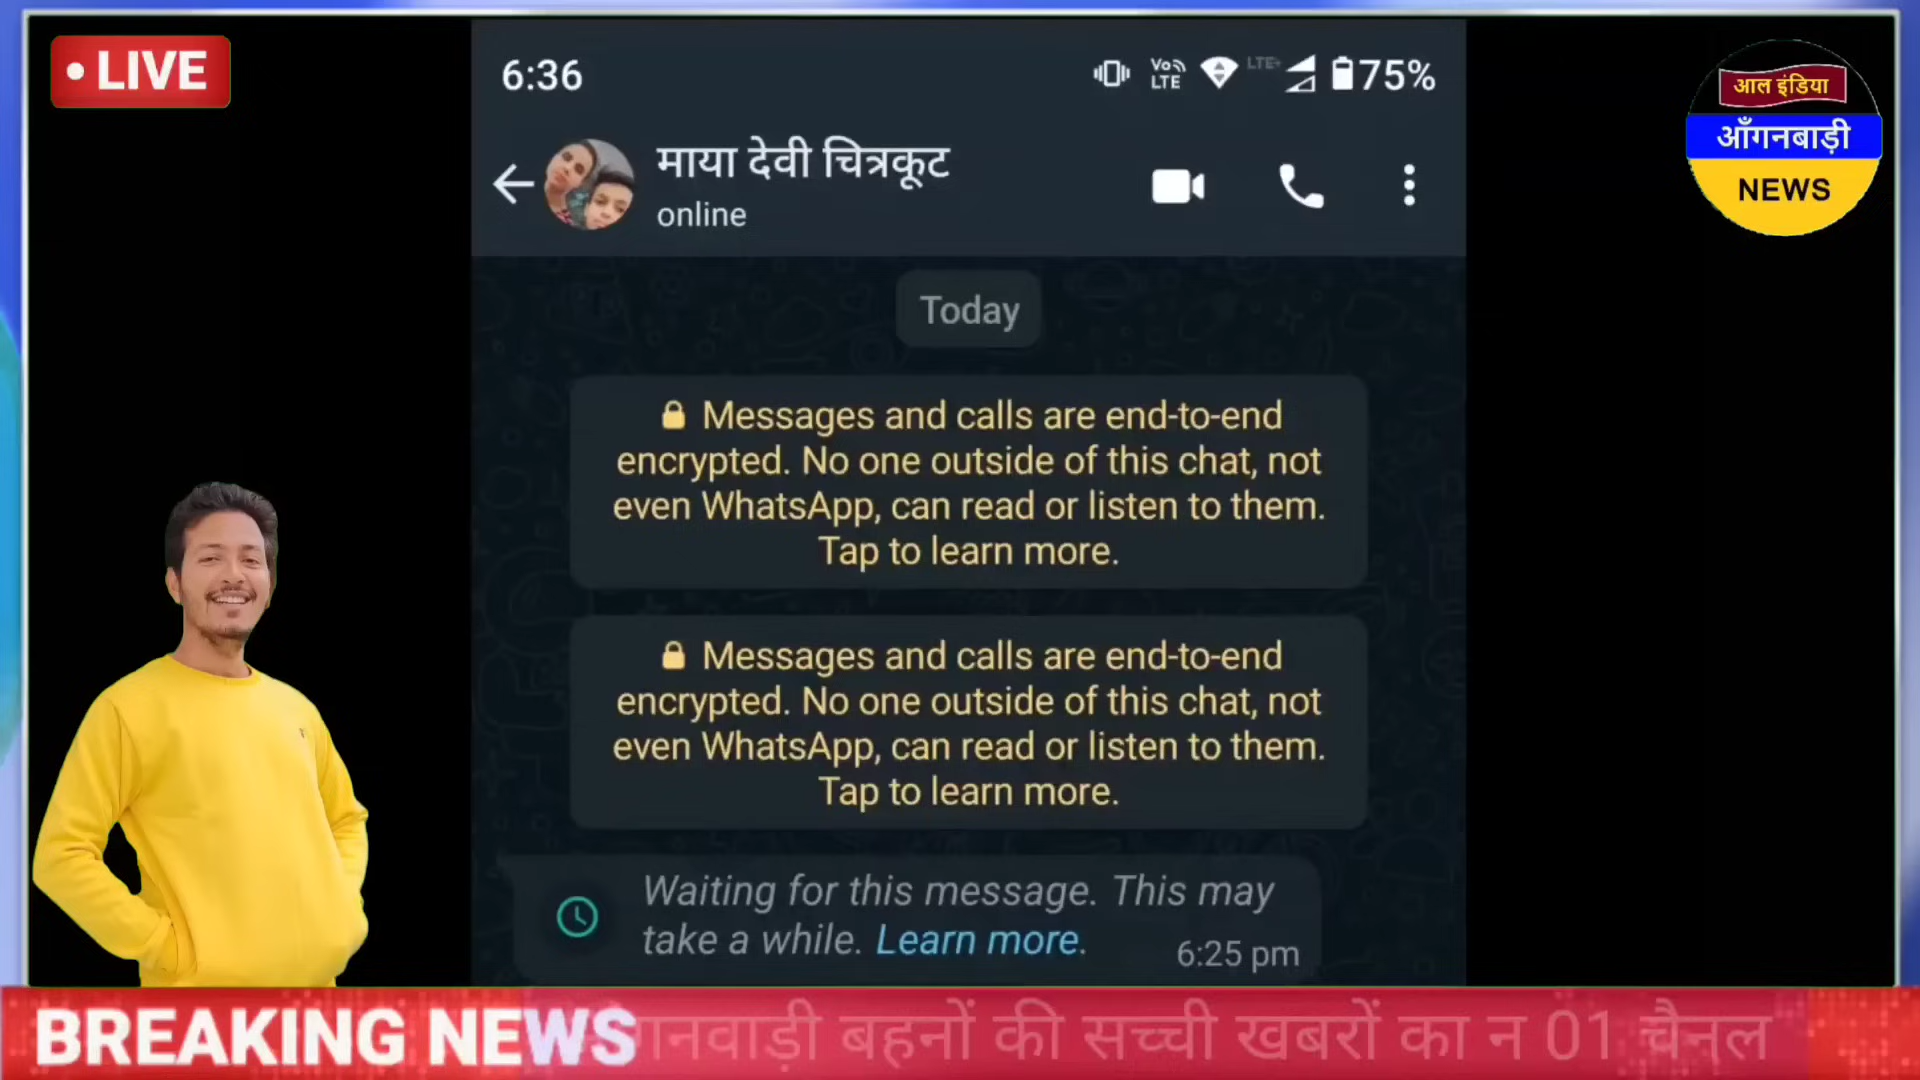 • LIVE
6:36
Vo LTE
LTE+
75%
आल इंडिया
आँगनबाड़ी
NEWS
माया देवी चित्रकूट
online
Today
Messages and calls are end-to-end
encrypted. No one outside of this chat, not
even WhatsApp, can read or listen to them.
Tap to learn more.
Messages and calls are end-to-end
encrypted. No one outside of this chat, not
even WhatsApp, can read or listen to them.
Tap to learn more.
Waiting for this message. This may
take a while. Learn more.
6:25 pm
BREAKING NEWS
बहनों की सच्ची खबरों का न 01 चैनल